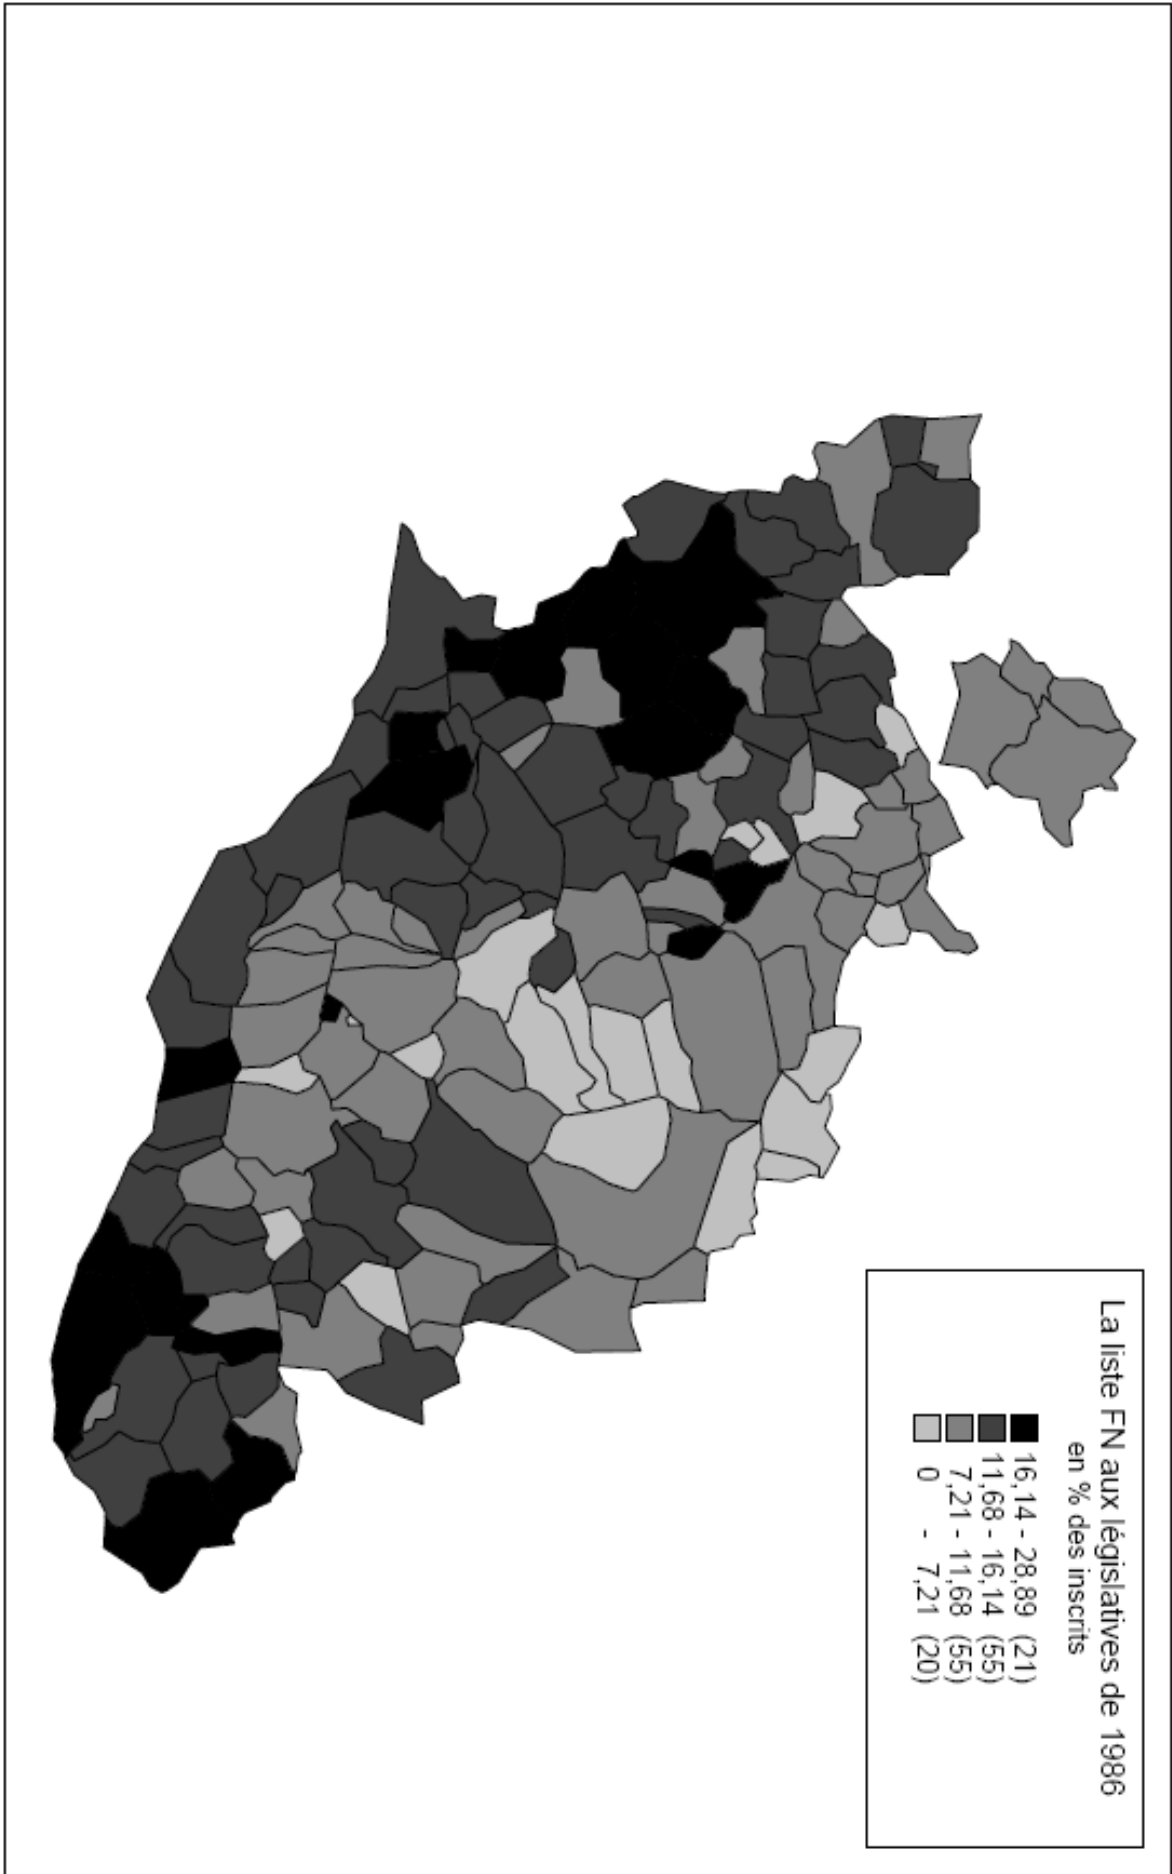 La liste FN aux législatives de 1986
en % des inscrits
16,14 - 28,89 (21)
11,68 - 16,14 (55)
7,21 - 11,68 (55)
0 - 7,21 (20)